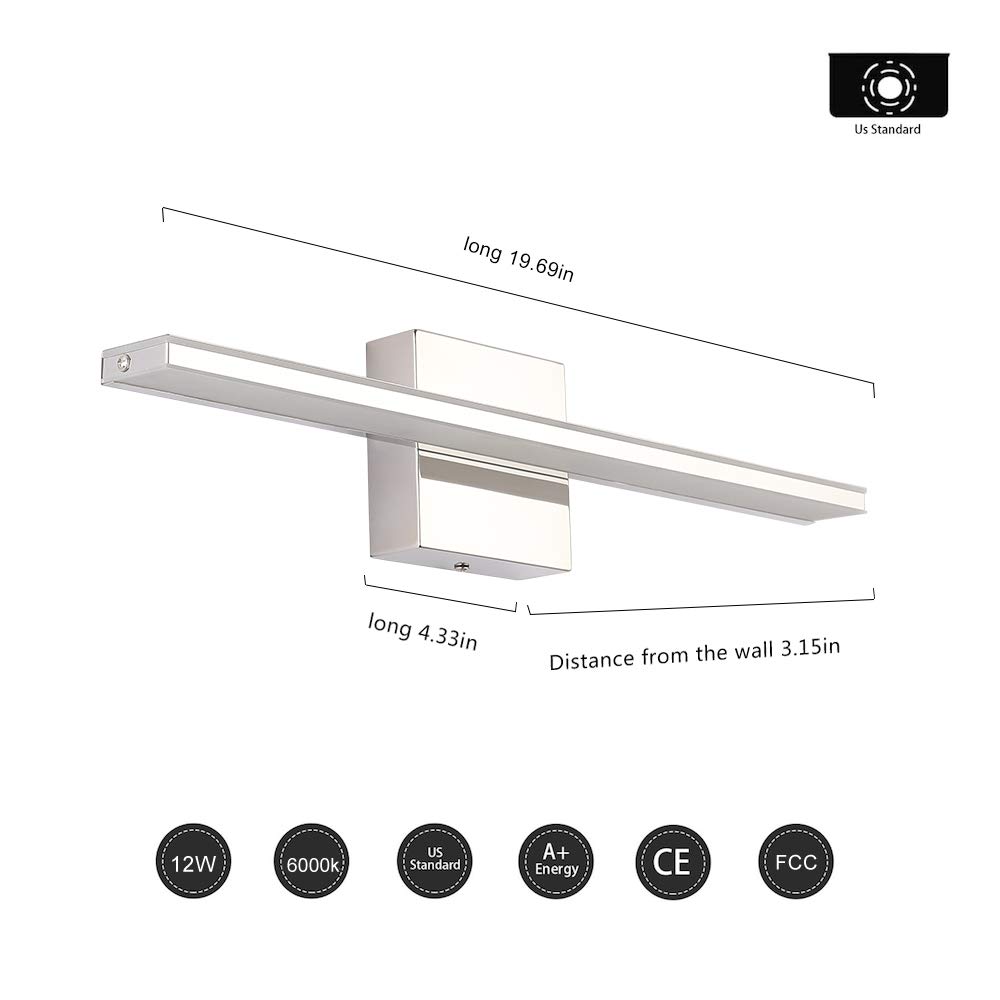 Us Standard
long 19.69in
long 4.33in
Distance from the wall 3.15in
12W
6000k
US
Standard
A+
Energy
CE
FCC